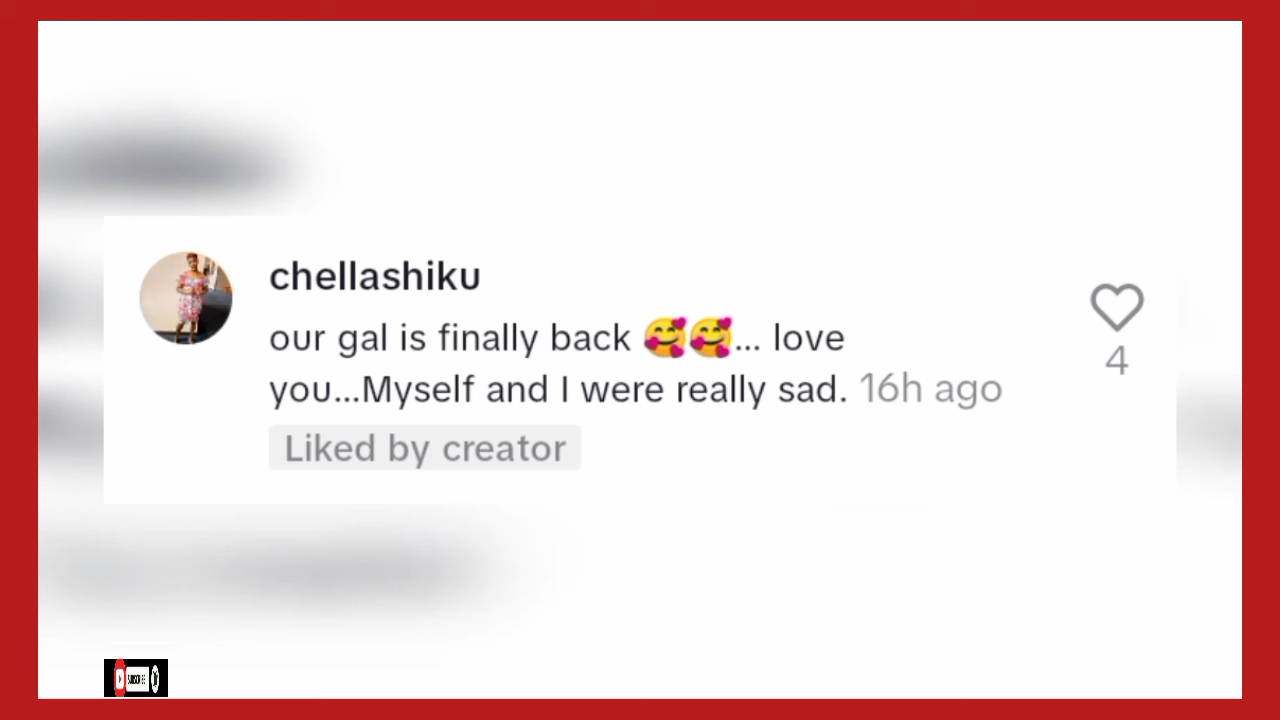 chellashiku
our gal is finally back 🥰🥰... love
you...Myself and I were really sad. 16h ago
4
Liked by creator
SUBSCRIBE